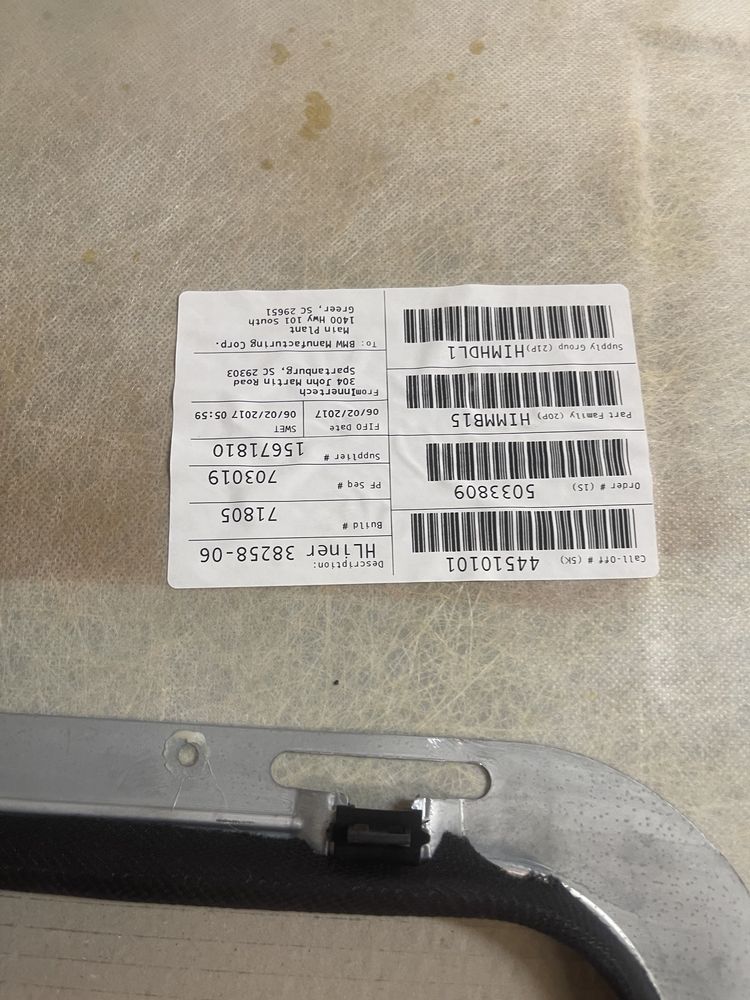 Call-Off # (5K) 44510101
Order # (1S) 5033809
Part Family (20P) HIMMB15
Supply Group (21P) HIMHDL1
Description:
HLiner 38258-06
Build # 71805
PF Seq # 703019
Supplier # 15671810
FIFO Date SWET
06/02/2017 06/02/2017 05:59
FromInnertech
304 John Martin Road
Spartanburg, SC 29303
To: BMW Manufacturing Corp.
Main Plant
1400 Hwy 101 South
Greer, SC 29651